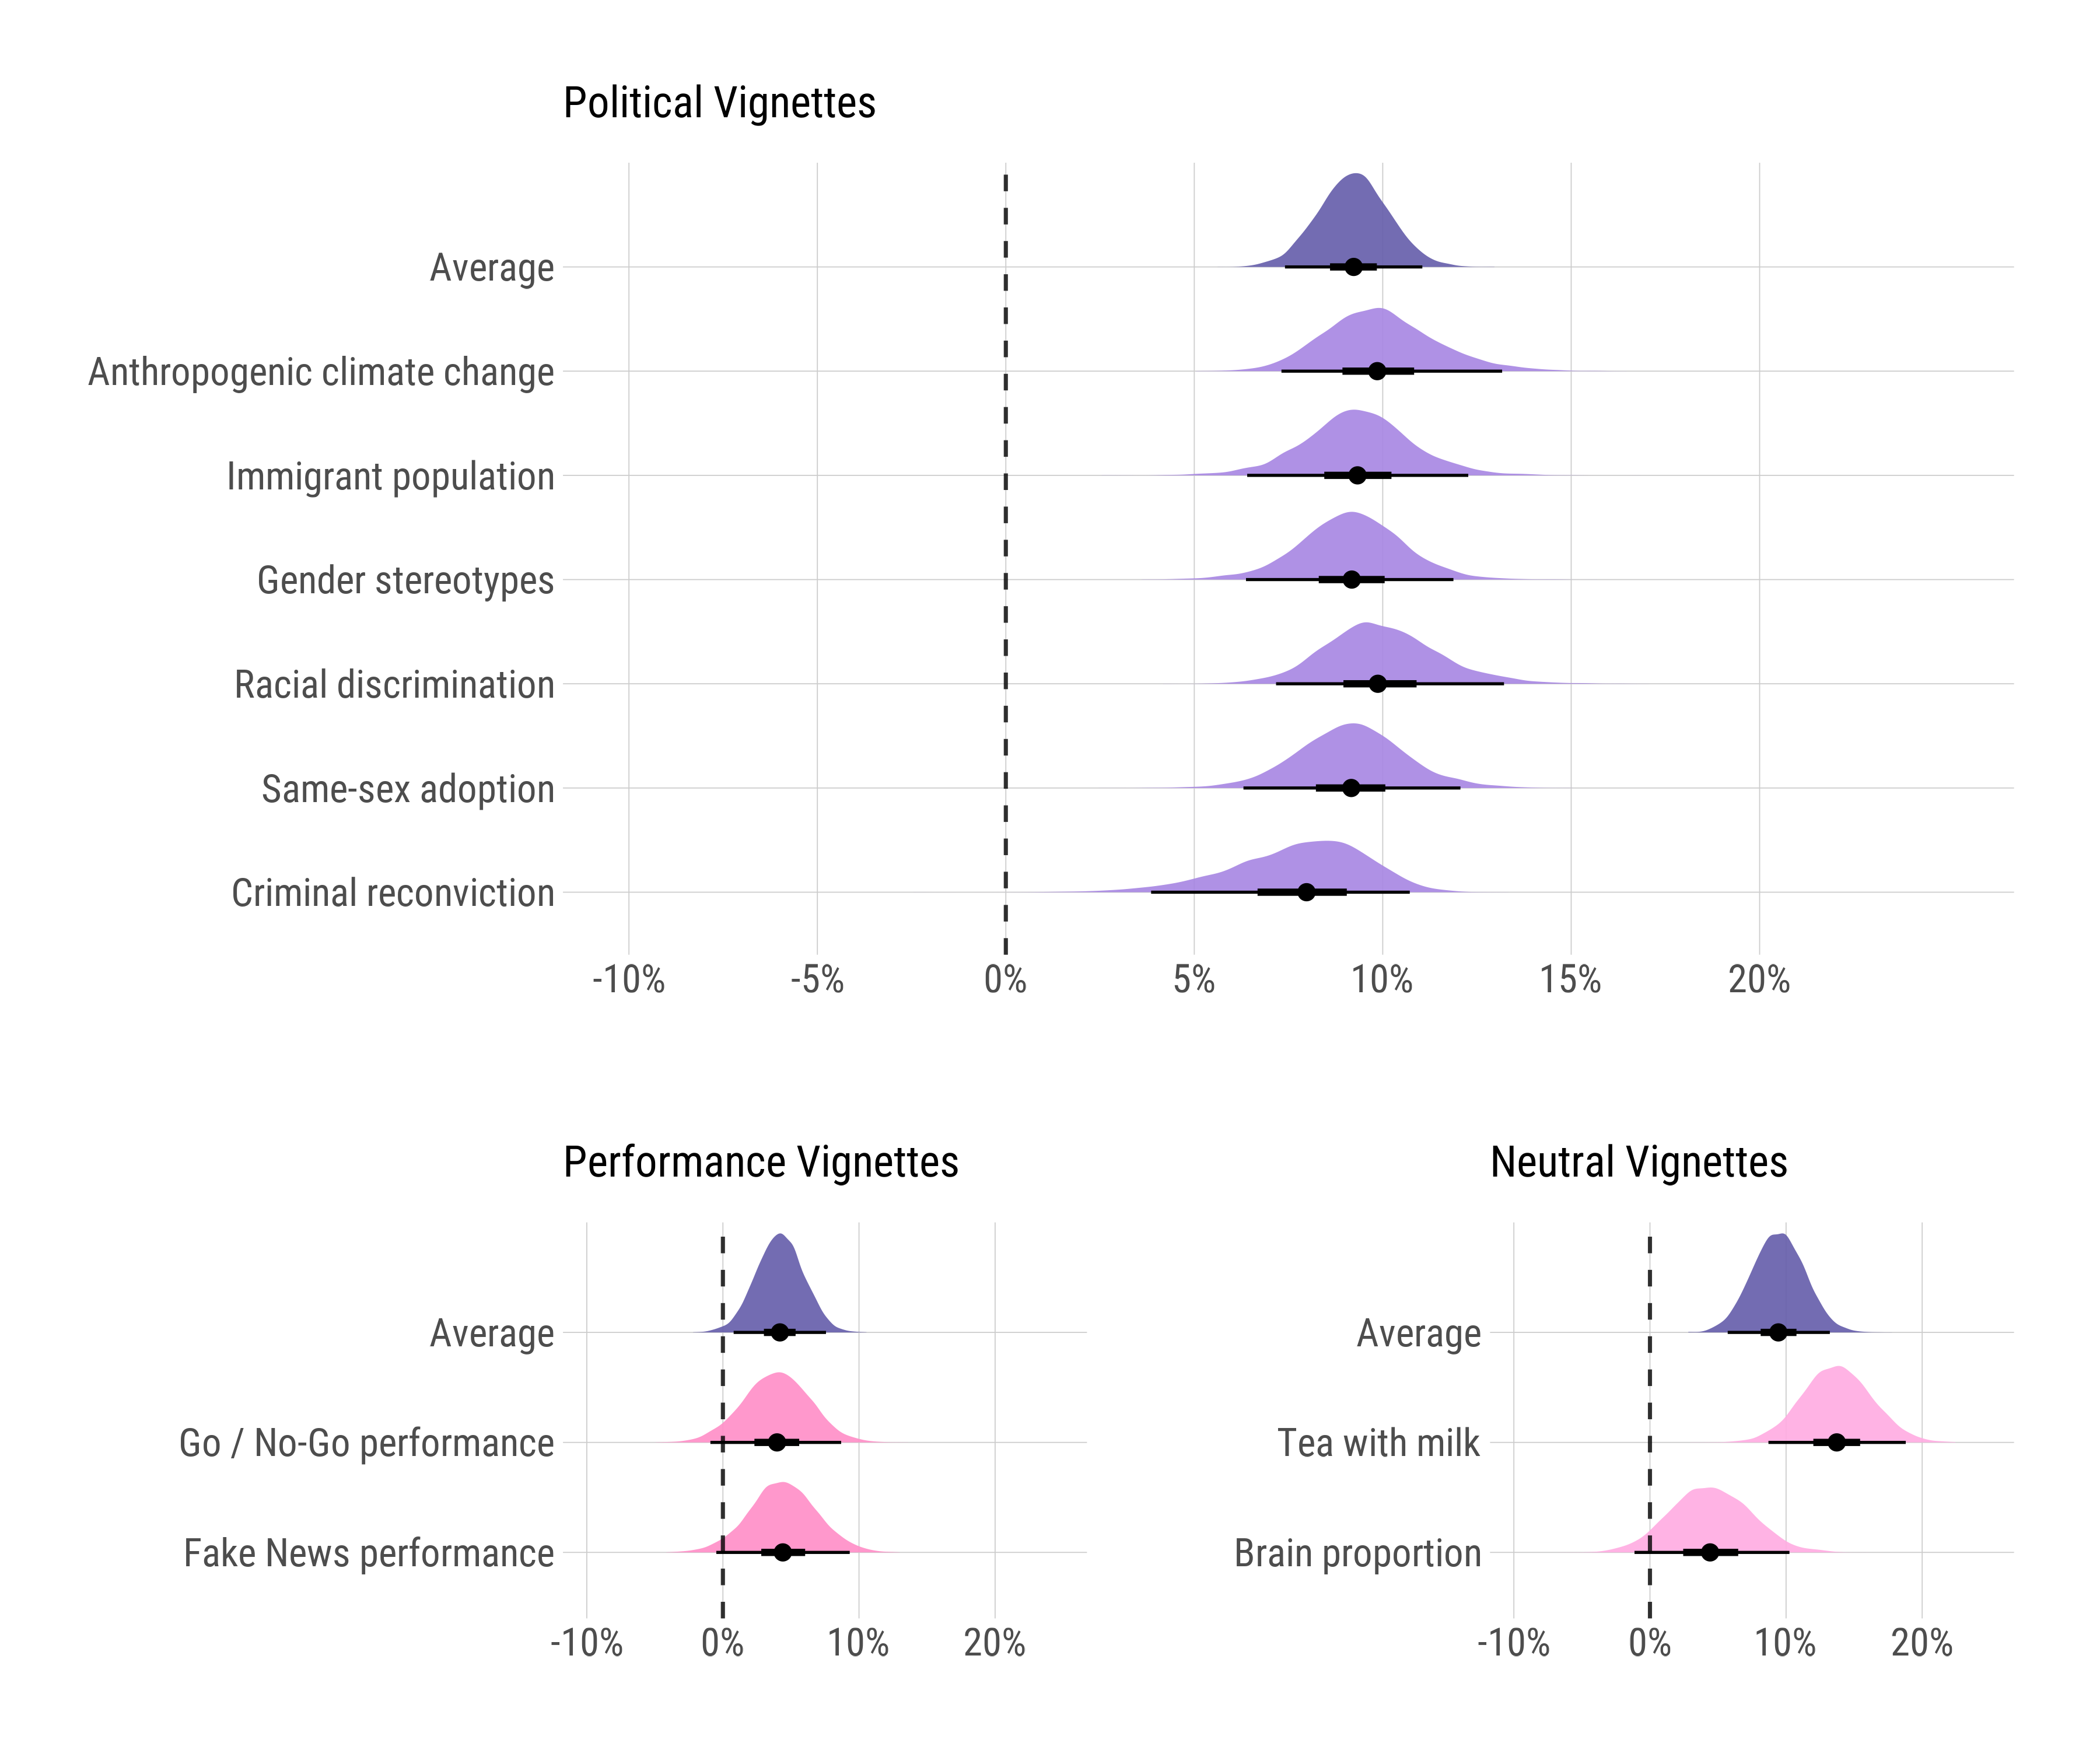 Political Vignettes
Average
Anthropogenic climate change
Immigrant population
Gender stereotypes
Racial discrimination
Same-sex adoption
Criminal reconviction
-10% -5% 0% 5% 10% 15% 20%
Performance Vignettes
Average
Go / No-Go performance
Fake News performance
-10% 0% 10% 20%
Neutral Vignettes
Average
Tea with milk
Brain proportion
-10% 0% 10% 20%